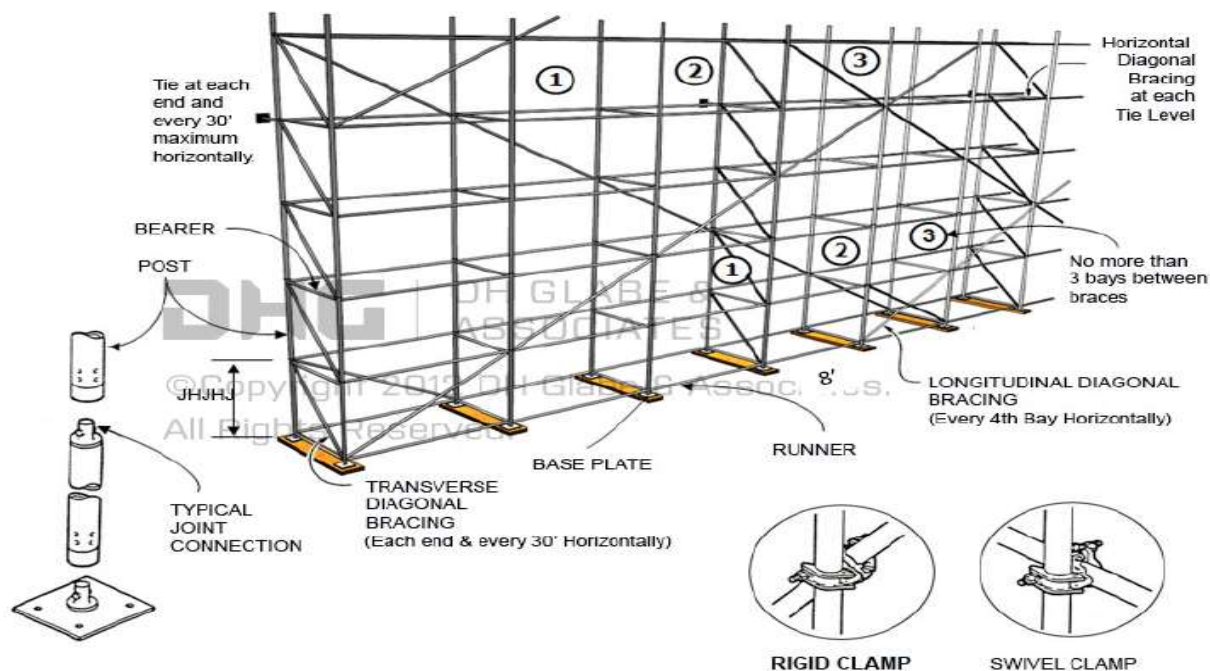 Tie at each
end and
every 30'
maximum
horizontally.
1
2
3
Horizontal
Diagonal
Bracing
at each
Tie Level
BEARER
POST
1
2
3
No more than
3 bays between
braces
DHG
DH GLABE &
ASSOCIATES
©Copyright 2012 DH Glabe & Associates.
All Rights Reserved
JHJHJ
8'
LONGITUDINAL DIAGONAL
BRACING
(Every 4th Bay Horizontally)
RUNNER
BASE PLATE
TRANSVERSE
DIAGONAL
BRACING
(Each end & every 30' Horizontally)
TYPICAL
JOINT
CONNECTION
RIGID CLAMP
SWIVEL CLAMP